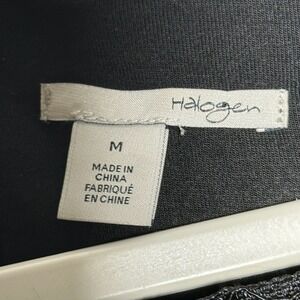 Halogen
M
MADE IN
CHINA
FABRIQUÉ
EN CHINE